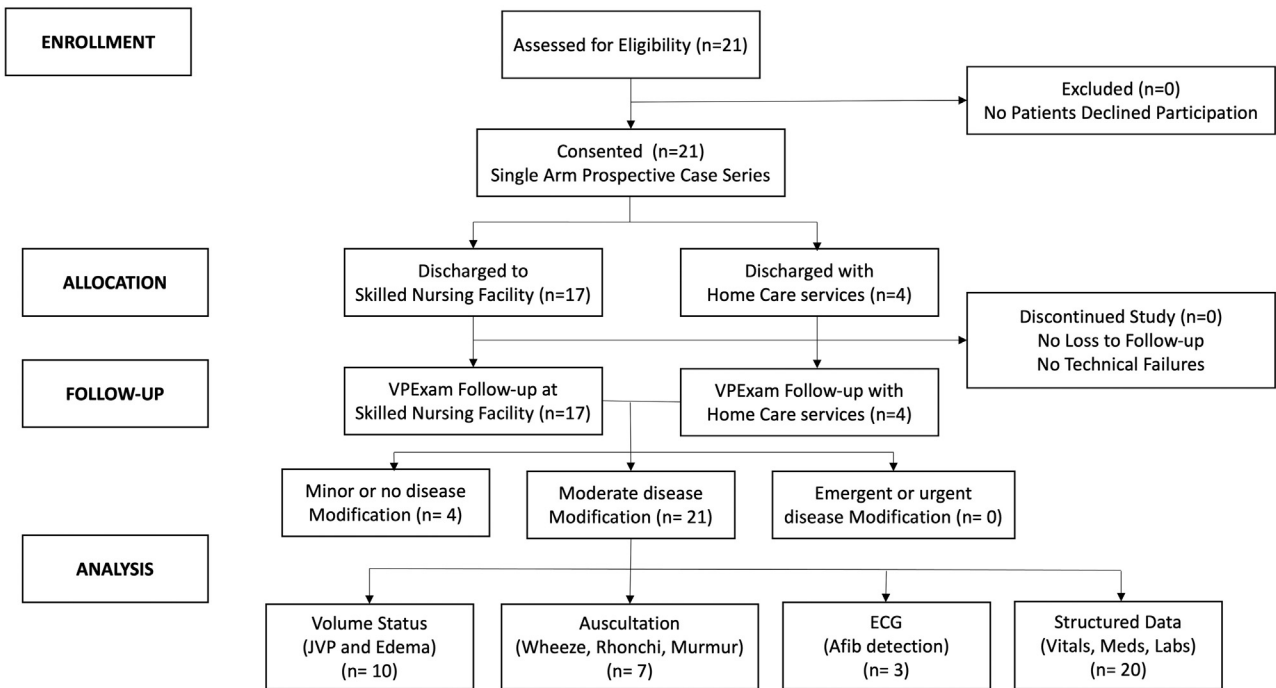 ENROLLMENT
Assessed for Eligibility (n=21)
Excluded (n=0)
No Patients Declined Participation
Consented  (n=21)
Single Arm Prospective Case Series
ALLOCATION
Discharged to
Skilled Nursing Facility (n=17)
Discharged with
Home Care services (n=4)
Discontinued Study (n=0)
No Loss to Follow-up
No Technical Failures
FOLLOW-UP
VPExam Follow-up at
Skilled Nursing Facility (n=17)
VPExam Follow-up with
Home Care services (n=4)
Minor or no disease
Modification (n= 4)
Moderate disease
Modification (n= 21)
Emergent or urgent
disease Modification (n= 0)
ANALYSIS
Volume Status
(JVP and Edema)
(n= 10)
Auscultation
(Wheeze, Rhonchi, Murmur)
(n= 7)
ECG
(Afib detection)
(n= 3)
Structured Data
(Vitals, Meds, Labs)
(n= 20)